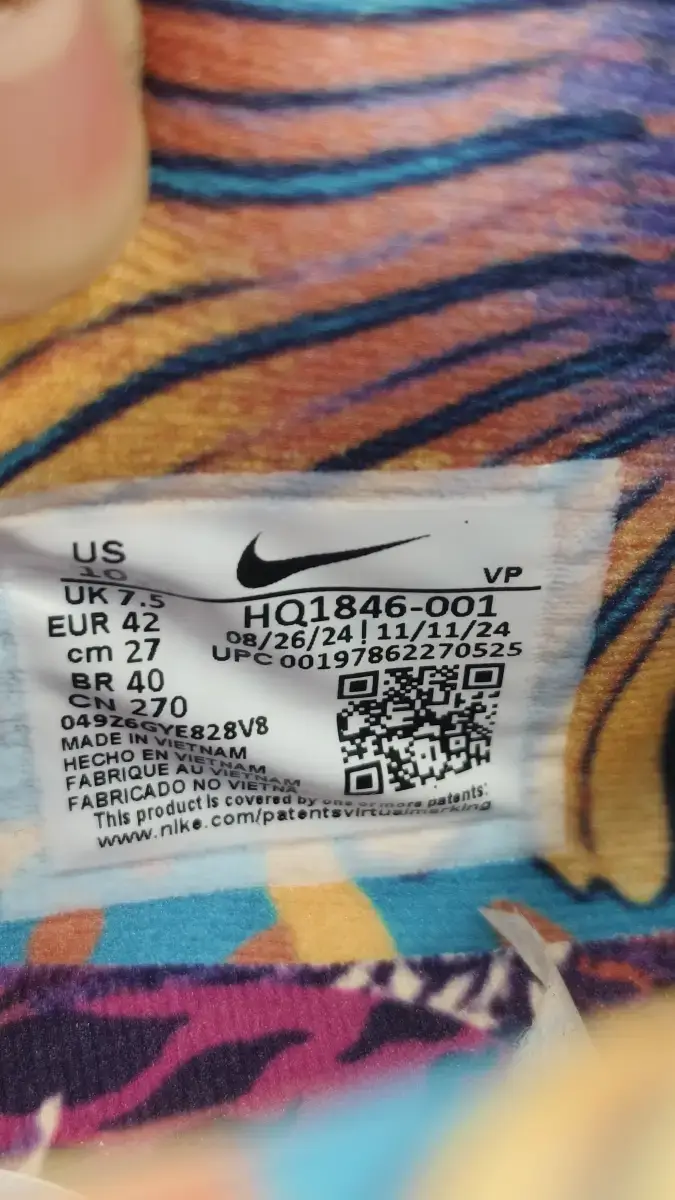 US
10
VP
UK 7.5
EUR 42
cm 27
BR 40
CN 270
HQ1846-001
08/26/24 | 11/11/24
UPC 00197862270525
049Z6GYE828V8
MADE IN VIETNAM
HECHO EN VIETNAM
FABRIQUE AU VIETNAM
FABRICADO NO VIETNA
This product is covered by one or more patents:
www.nike.com/patentsvirtualmarking